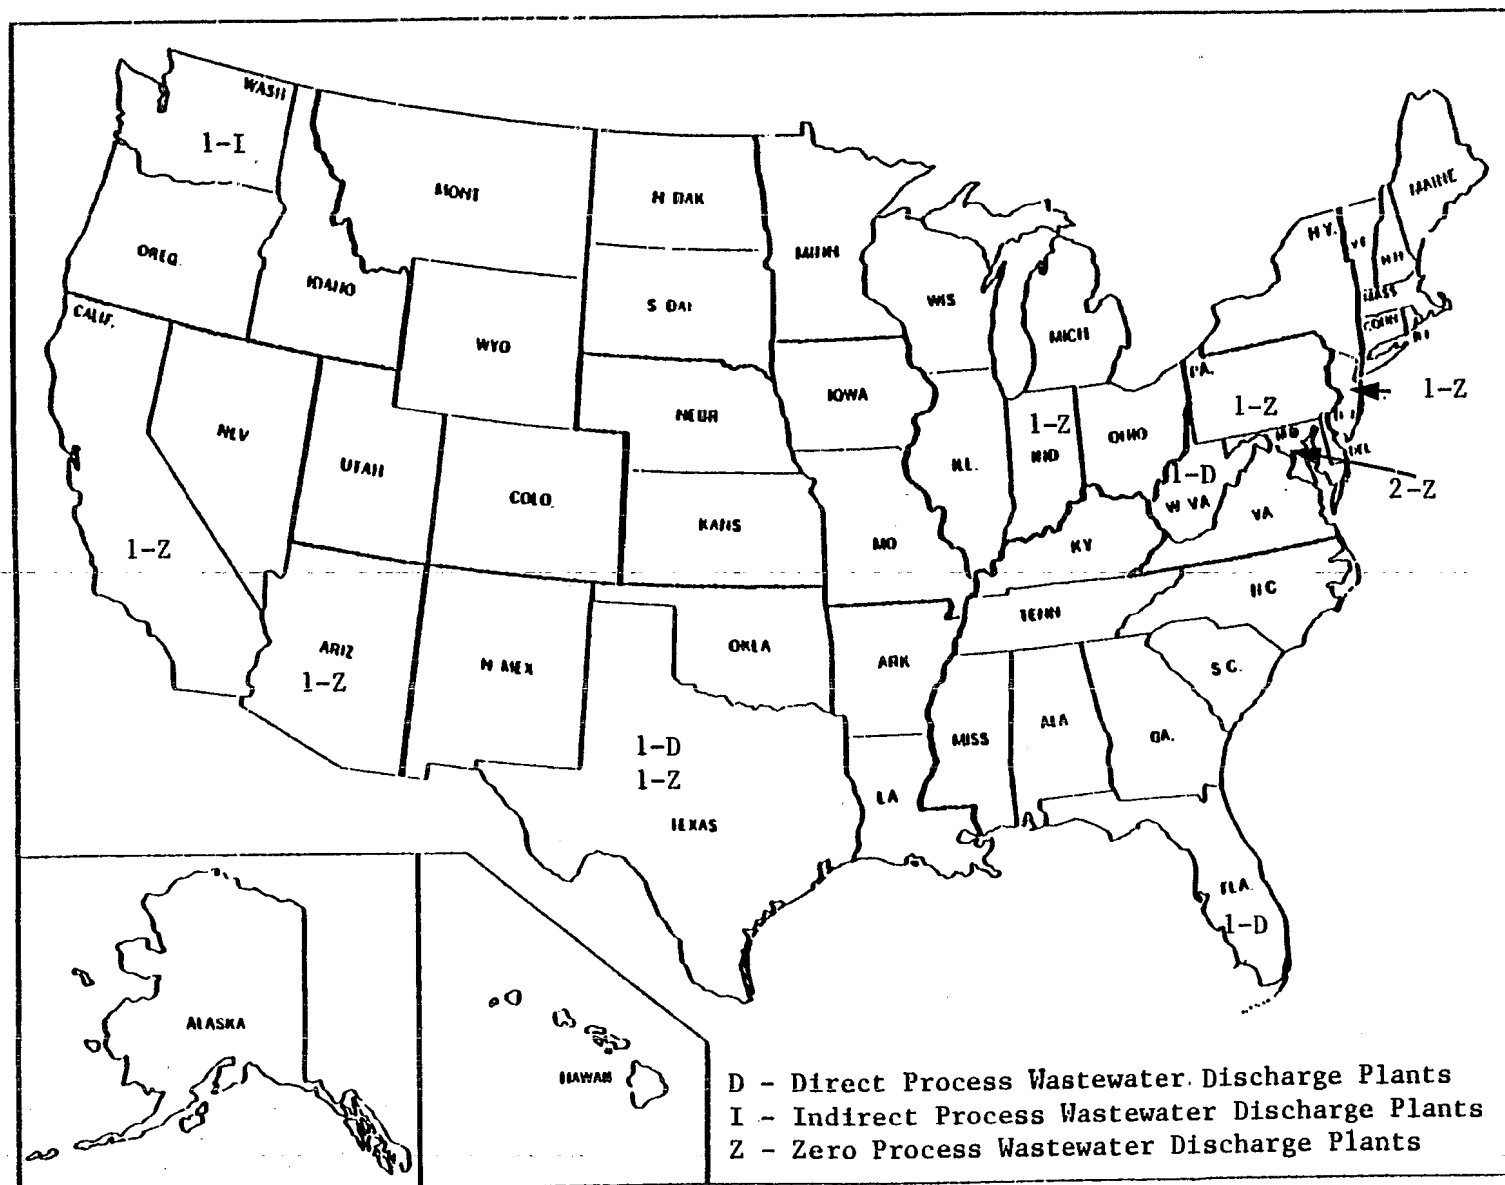 WASH
1-I
MONT
N DAK
MINN
MAINE
N.Y.
VT
N H
MASS
CONN
R I
OREG.
IDAHO
S DAK
WIS
MICH
CALIF.
WYO
IOWA
NEBR
PA.
1-Z
1-Z
NEV
UTAH
COLO.
KANS
MO
ILL.
1-Z
IND
OHIO
MD
DEL
2-Z
1-D
W VA
VA
KY
1-Z
ARIZ
1-Z
N MEX
OKLA
ARK
TENN
N C
S C.
MISS
ALA
GA.
1-D
1-Z
TEXAS
LA
FLA.
1-D
ALASKA
HAWAII
D - Direct Process Wastewater Discharge Plants
I - Indirect Process Wastewater Discharge Plants
Z - Zero Process Wastewater Discharge Plants